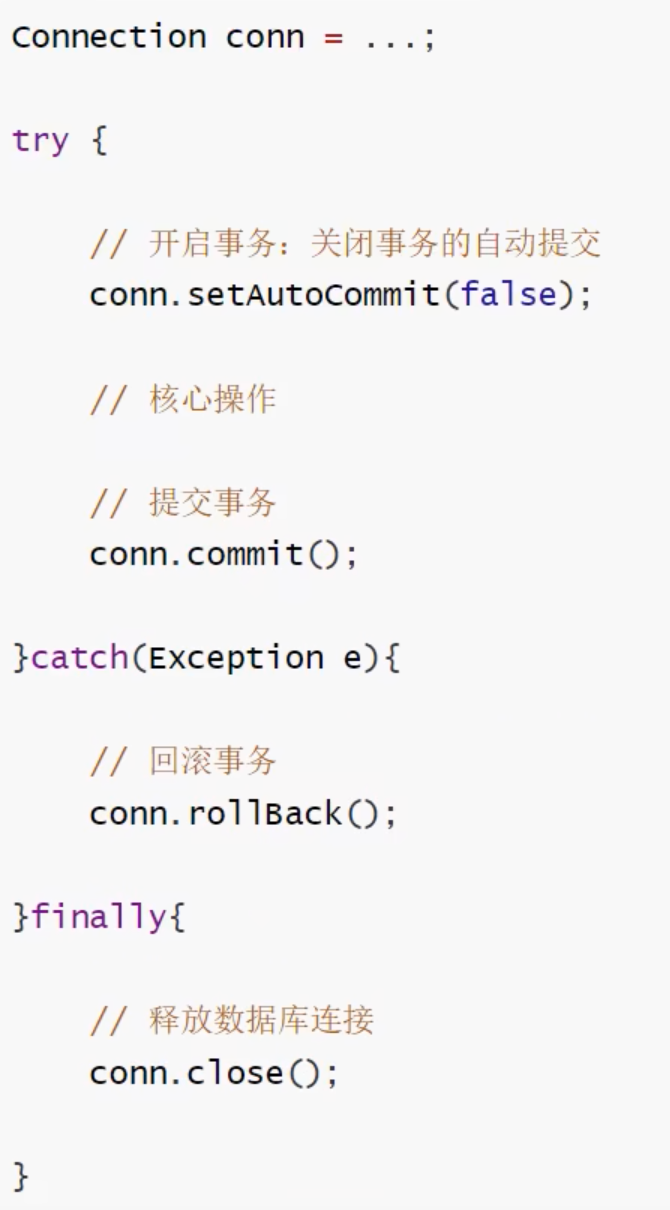 Connection conn = ...;
try {
// 开启事务：关闭事务的自动提交
conn.setAutoCommit(false);
// 核心操作
// 提交事务
conn.commit();
}catch(Exception e){
// 回滚事务
conn.rollBack();
}finally{
// 释放数据库连接
conn.close();
}